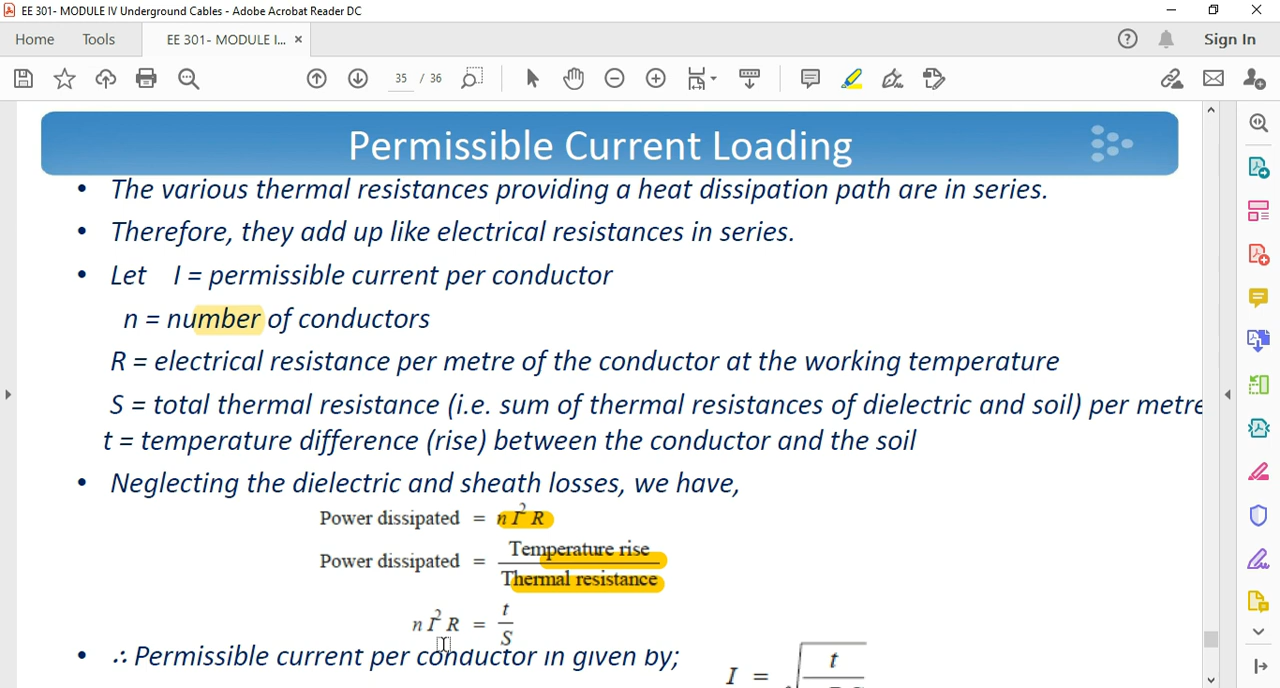 EE 301- MODULE IV Underground Cables - Adobe Acrobat Reader DC
Home Tools EE 301- MODULE I... × Sign In
35 / 36
Permissible Current Loading
• The various thermal resistances providing a heat dissipation path are in series.
• Therefore, they add up like electrical resistances in series.
• Let I = permissible current per conductor
n = number of conductors
R = electrical resistance per metre of the conductor at the working temperature
S = total thermal resistance (i.e. sum of thermal resistances of dielectric and soil) per metre
t = temperature difference (rise) between the conductor and the soil
• Neglecting the dielectric and sheath losses, we have,
Power dissipated = n I² R
Power dissipated = Temperature rise / Thermal resistance
n I² R = t / S
• ∴ Permissible current per conductor in given by;
I = √ t